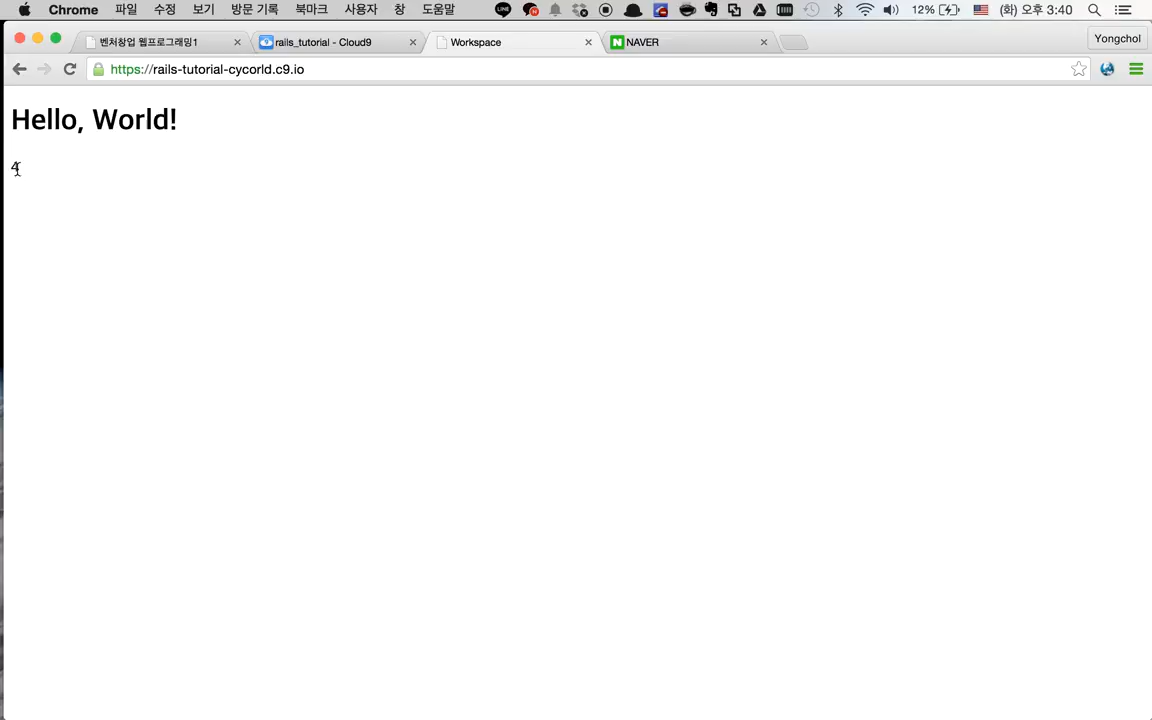 Chrome 파일 수정 보기 방문 기록 북마크 사용자 창 도움말 12% (화) 오후 3:40
벤처창업 웹프로그래밍1 rails_tutorial - Cloud9 Workspace NAVER Yongchol
https://rails-tutorial-cycorld.c9.io
Hello, World!
4